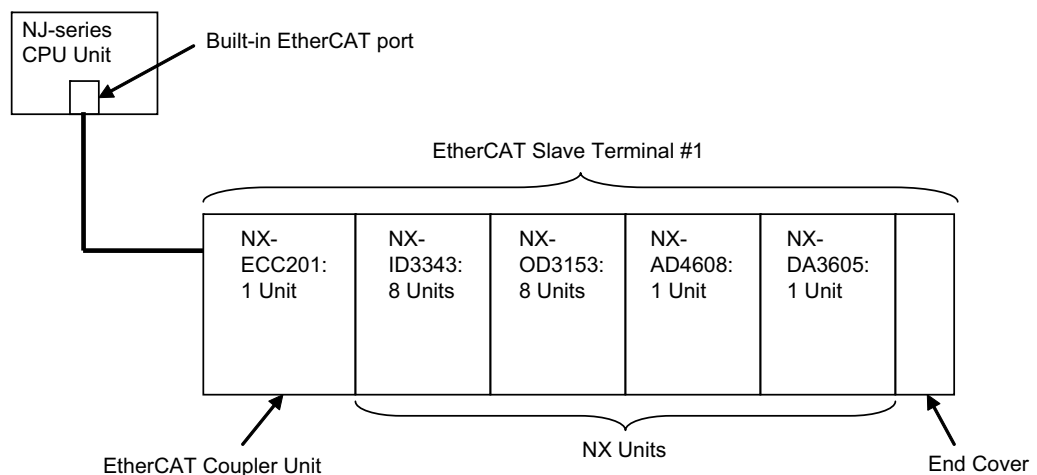 NJ-series
CPU Unit
Built-in EtherCAT port
EtherCAT Slave Terminal #1
NX-
ECC201:
1 Unit
NX-
ID3343:
8 Units
NX-
OD3153:
8 Units
NX-
AD4608:
1 Unit
NX-
DA3605:
1 Unit
EtherCAT Coupler Unit
NX Units
End Cover